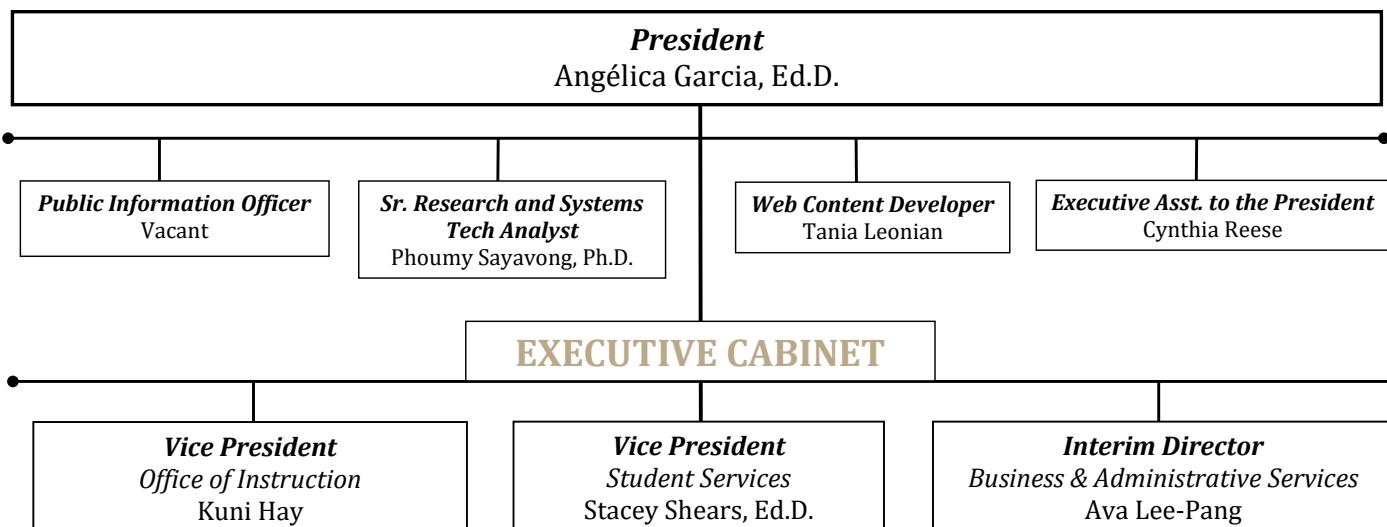 President
Angélica Garcia, Ed.D.
Public Information Officer
Vacant
Sr. Research and Systems
Tech Analyst
Phoumy Sayavong, Ph.D.
Web Content Developer
Tania Leonian
Executive Asst. to the President
Cynthia Reese
EXECUTIVE CABINET
Vice President
Office of Instruction
Kuni Hay
Vice President
Student Services
Stacey Shears, Ed.D.
Interim Director
Business & Administrative Services
Ava Lee-Pang